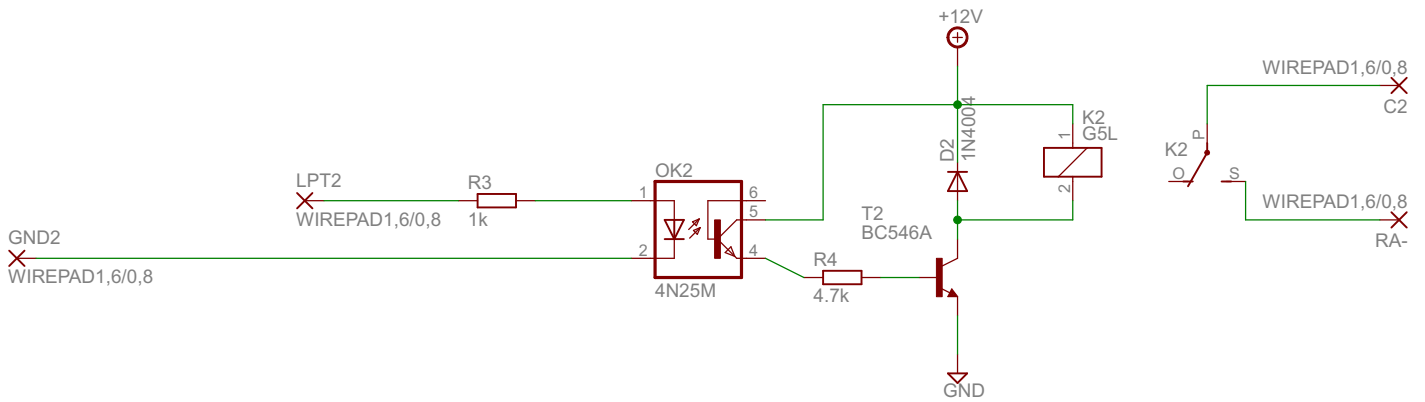 +12V
WIREPAD1,6/0,8
C2
D2
1N4004
1
K2
G5L
2
P
K2
O
S
WIREPAD1,6/0,8
RA-
LPT2
WIREPAD1,6/0,8
R3
1k
OK2
1
6
5
2
4
4N25M
GND2
WIREPAD1,6/0,8
T2
BC546A
R4
4.7k
GND